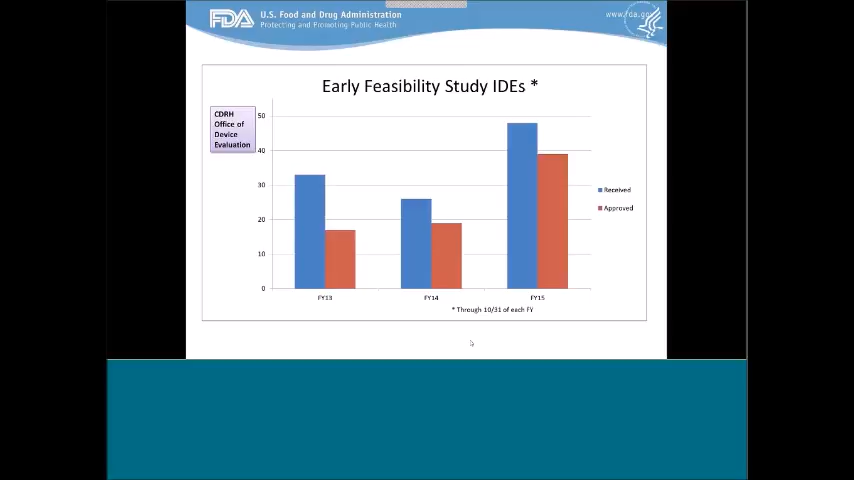 FDA U.S. Food and Drug Administration
Protecting and Promoting Public Health
www.fda.gov
Early Feasibility Study IDEs *
CDRH
Office of
Device
Evaluation
50
40
30
20
10
0
FY13
FY14
FY15
Received
Approved
* Through 10/31 of each FY